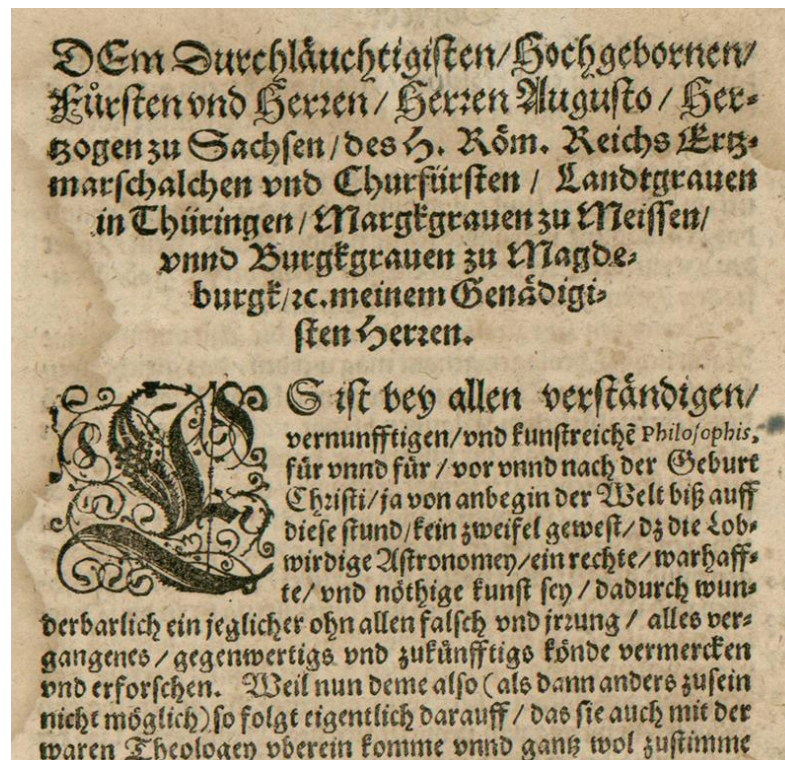 DEm Durchläuchtigisten/Hochgebornen/
Fürsten vnd Herren / Herren Augusto / Her-
tzogen zu Sachsen/des H. Röm. Reichs Ertz-
marschalchen vnd Churfürsten / Landtgrauen
in Thüringen/Margkgrauen zu Meissen/
vnnd Burgkgrauen zu Magde-
burgk/ꝛc. meinem Genädigi-
sten Herren.
ES ist bey allen verständigen/
vernunfftigen/vnd kunstreichẽ Philosophis,
für vnnd für / vor vnnd nach der Geburt
Christi/ja von anbegin der Welt biß auff
diese stund/kein zweifel gewest/dz die Lob-
wirdige Astronomey/ein rechte/warhaff-
te/ vnd nöthige kunst sey / dadurch wun-
derbarlich ein jeglicher ohn allen falsch vnd jrrung / alles ver-
gangenes/gegenwertigs vnd zukünfftigs könde vermercken
vnd erforschen. Weil nun deme also (als dann anders zusein
nicht möglich) so folgt eigentlich darauff / das sie auch mit der
waren Theologey vberein komme vnnd gantz wol zustimme